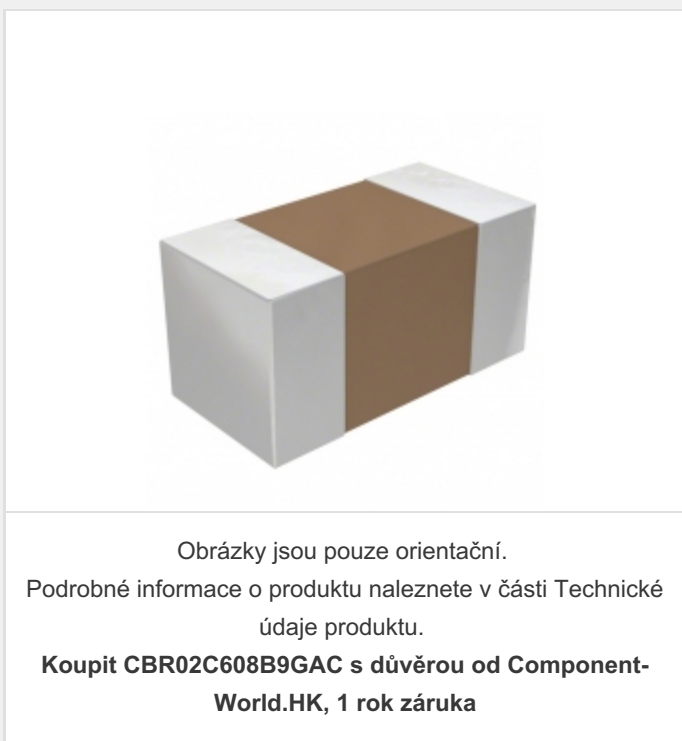 Obrázky jsou pouze orientační.
Podrobné informace o produktu naleznete v části Technické
údaje produktu.
Koupit CBR02C608B9GAC s důvěrou od Component-
World.HK, 1 rok záruka